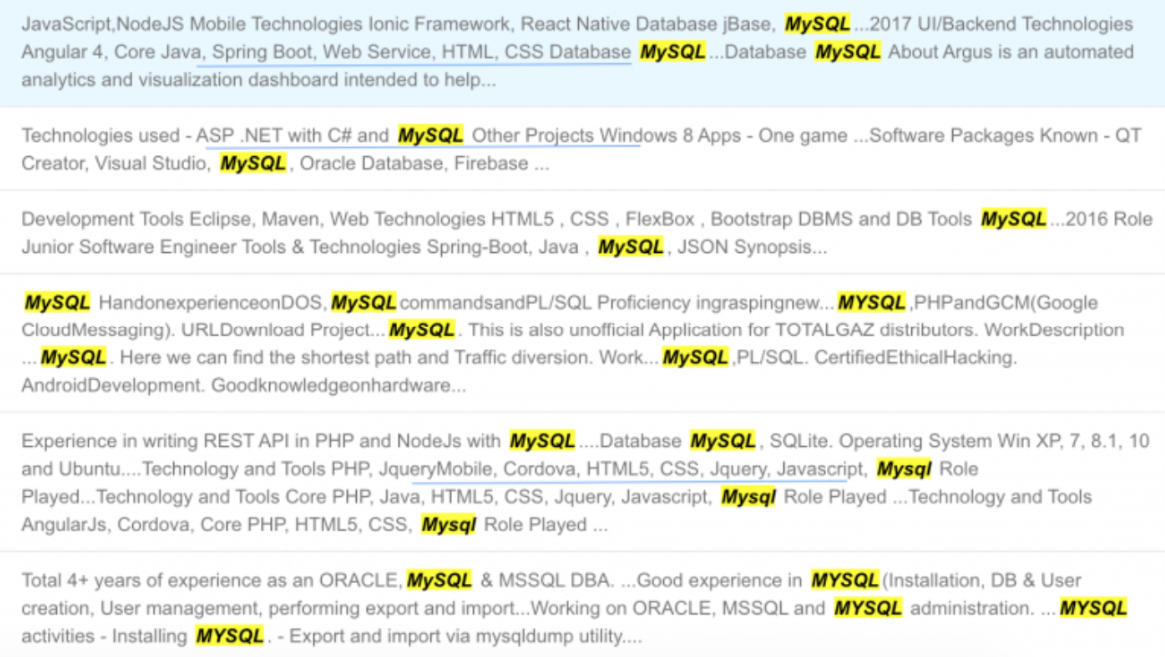 JavaScript,NodeJS Mobile Technologies Ionic Framework, React Native Database jBase, MySQL...2017 UI/Backend Technologies
Angular 4, Core Java, Spring Boot, Web Service, HTML, CSS Database MySQL...Database MySQL About Argus is an automated
analytics and visualization dashboard intended to help...
Technologies used - ASP .NET with C# and MySQL Other Projects Windows 8 Apps - One game ...Software Packages Known - QT
Creator, Visual Studio, MySQL, Oracle Database, Firebase ...
Development Tools Eclipse, Maven, Web Technologies HTML5 , CSS , FlexBox , Bootstrap DBMS and DB Tools MySQL...2016 Role
Junior Software Engineer Tools & Technologies Spring-Boot, Java , MySQL, JSON Synopsis...
MySQL HandonexperienceonDOS,MySQLcommandsandPL/SQL Proficiency ingraspingnew...MYSQL,PHPandGCM(Google
CloudMessaging). URLDownload Project...MySQL. This is also unofficial Application for TOTALGAZ distributors. WorkDescription
...MySQL. Here we can find the shortest path and Traffic diversion. Work...MySQL,PL/SQL. CertifiedEthicalHacking.
AndroidDevelopment. Goodknowledgeonhardware...
Experience in writing REST API in PHP and NodeJs with MySQL....Database MySQL, SQLite. Operating System Win XP, 7, 8.1, 10
and Ubuntu....Technology and Tools PHP, JqueryMobile, Cordova, HTML5, CSS, Jquery, Javascript, Mysql Role
Played...Technology and Tools Core PHP, Java, HTML5, CSS, Jquery, Javascript, Mysql Role Played ...Technology and Tools
AngularJs, Cordova, Core PHP, HTML5, CSS, Mysql Role Played ...
Total 4+ years of experience as an ORACLE,MySQL & MSSQL DBA. ...Good experience in MYSQL(Installation, DB & User
creation, User management, performing export and import...Working on ORACLE, MSSQL and MYSQL administration. ...MYSQL
activities - Installing MYSQL. - Export and import via mysqldump utility....